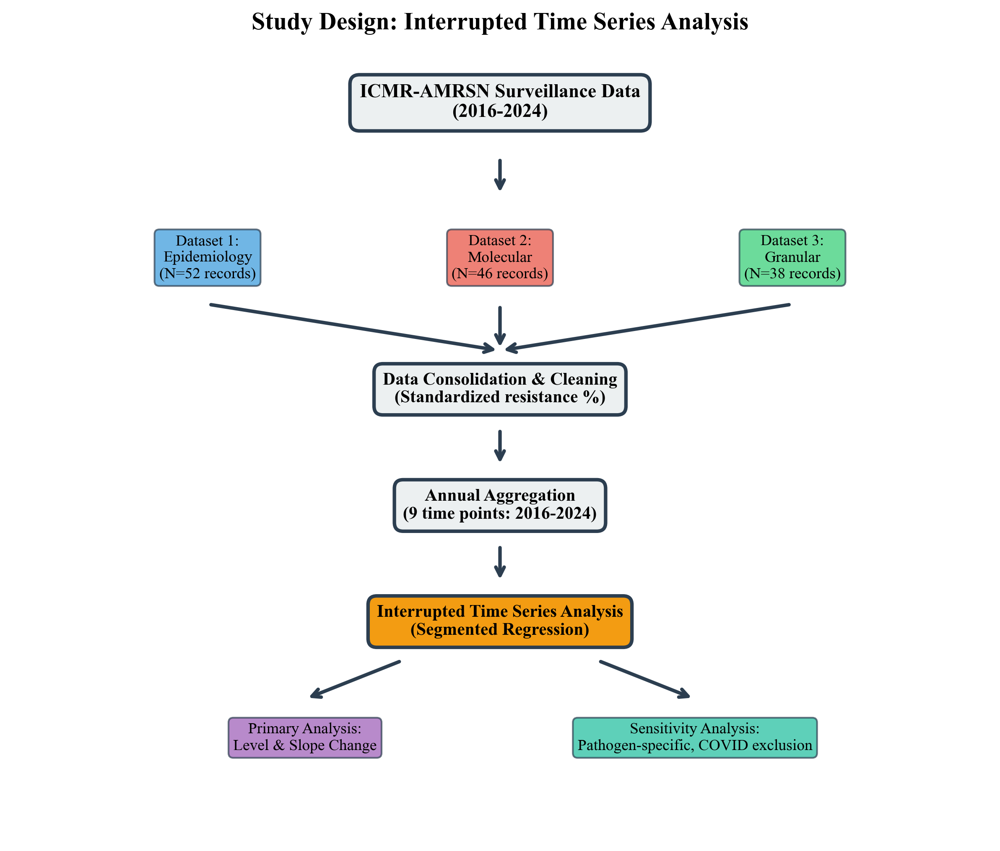 Study Design: Interrupted Time Series Analysis
ICMR-AMRSN Surveillance Data
(2016-2024)
Dataset 1:
Epidemiology
(N=52 records)
Dataset 2:
Molecular
(N=46 records)
Dataset 3:
Granular
(N=38 records)
Data Consolidation & Cleaning
(Standardized resistance %)
Annual Aggregation
(9 time points: 2016-2024)
Interrupted Time Series Analysis
(Segmented Regression)
Primary Analysis:
Level & Slope Change
Sensitivity Analysis:
Pathogen-specific, COVID exclusion